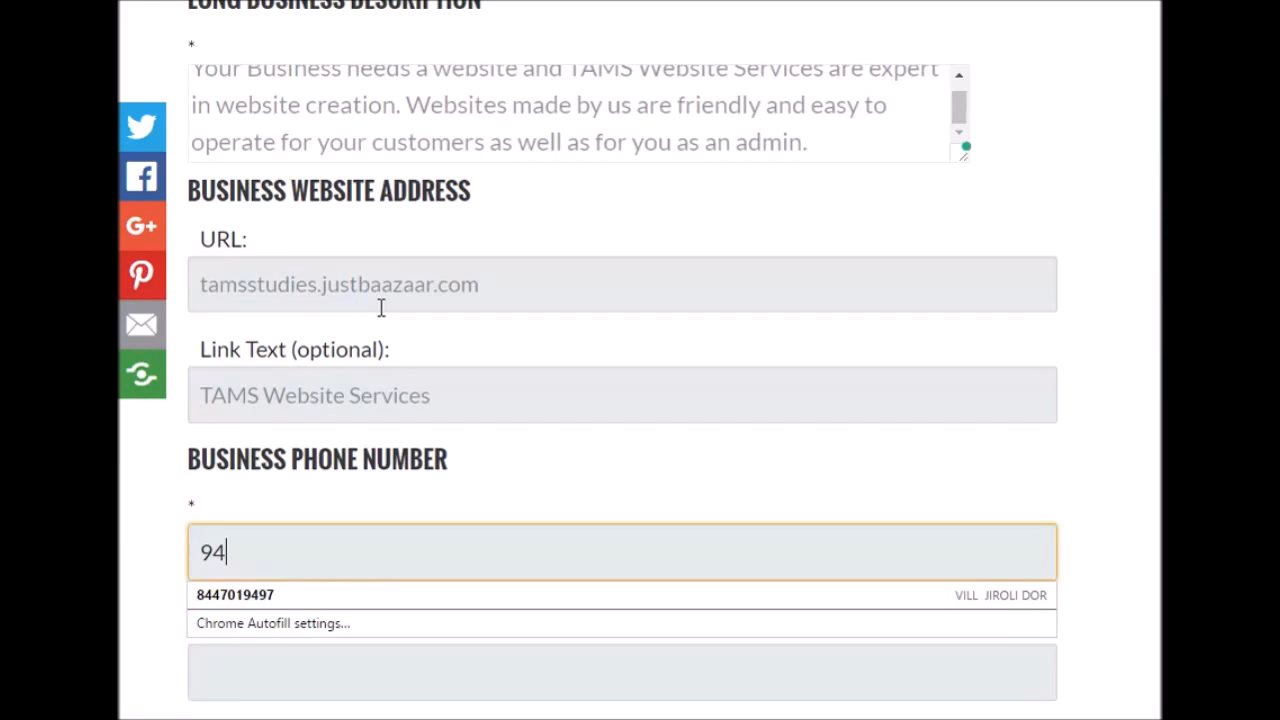 LONG BUSINESS DESCRIPTION
*
Your Business needs a website and TAMS Website Services are expert
in website creation. Websites made by us are friendly and easy to
operate for your customers as well as for you as an admin.
BUSINESS WEBSITE ADDRESS
URL:
tamsstudies.justbaazaar.com
Link Text (optional):
TAMS Website Services
BUSINESS PHONE NUMBER
*
94
8447019497 VILL JIROLI DOR
Chrome Autofill settings...
G+